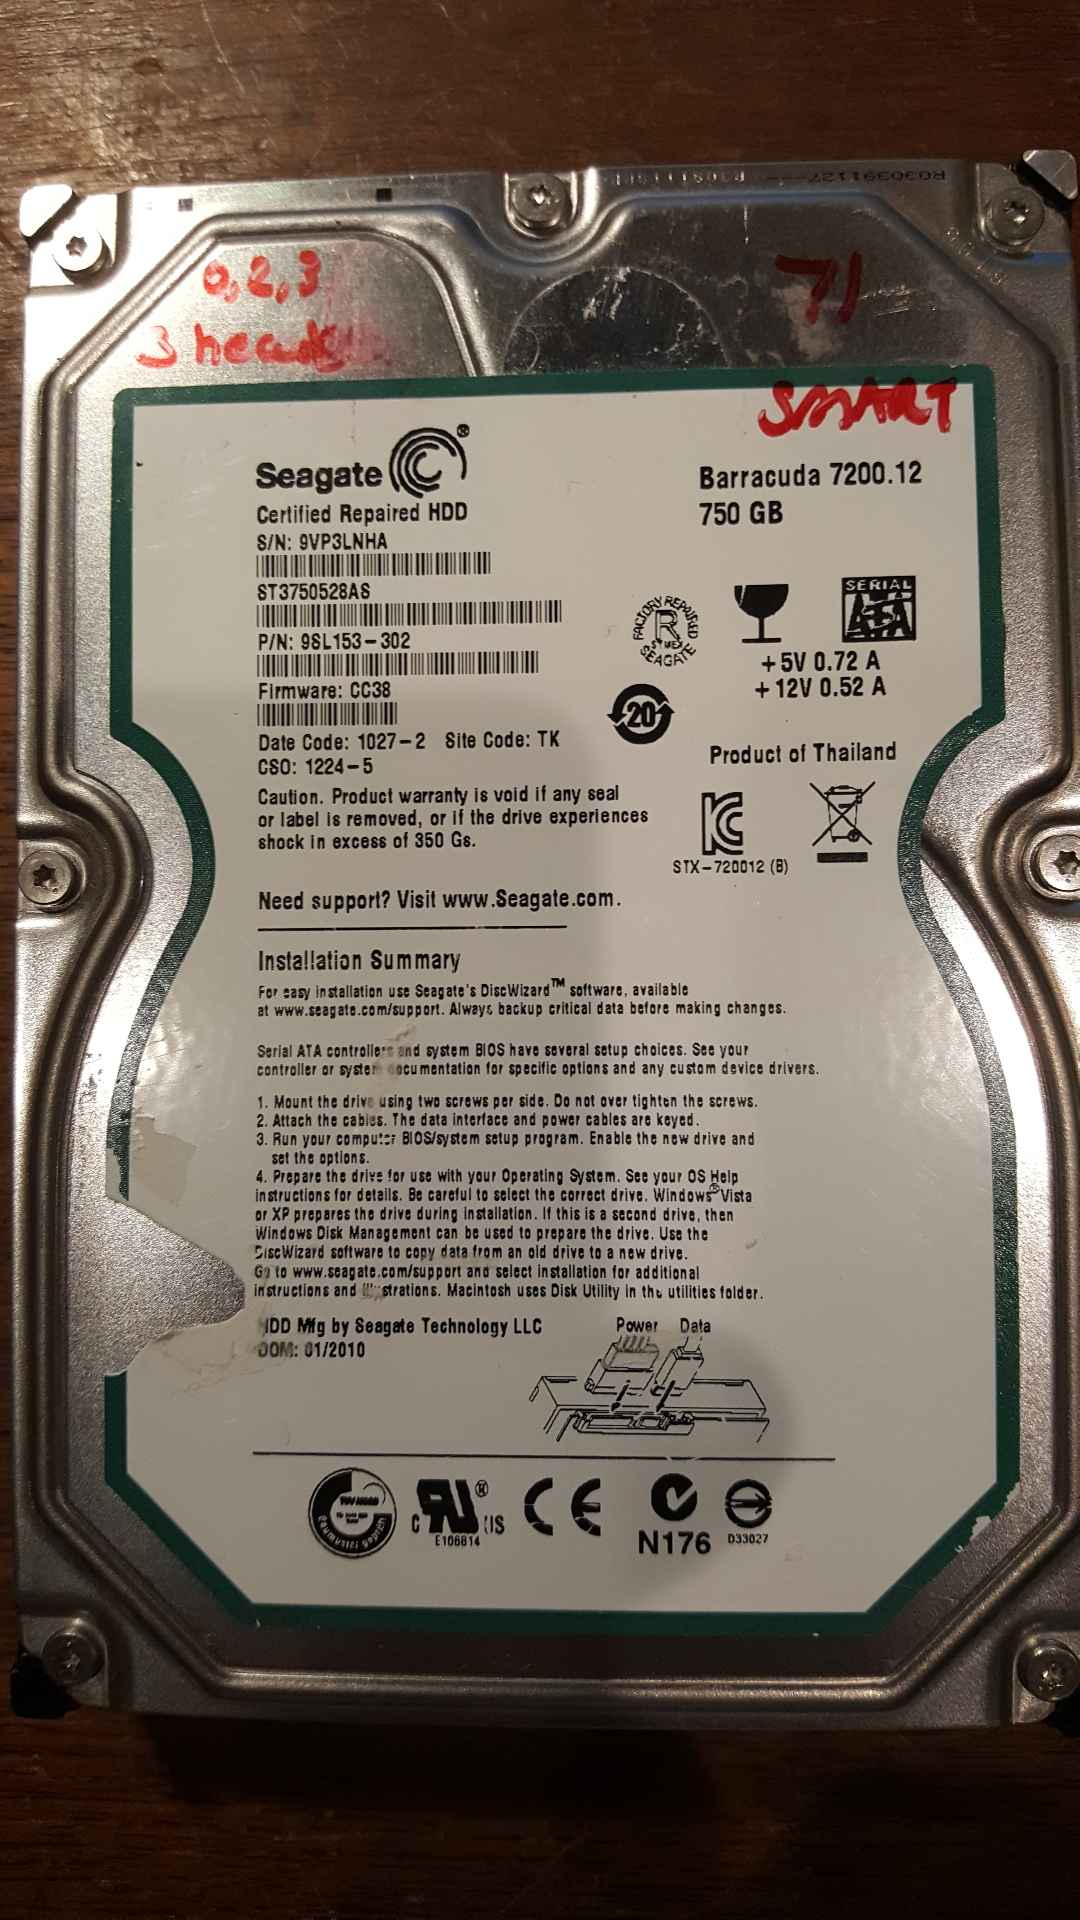 0,2,3
3 heads
71
SMART
Seagate®
Certified Repaired HDD
S/N: 9VP3LNHA
ST3750528AS
P/N: 9SL153-302
Firmware: CC38
Date Code: 1027-2 Site Code: TK
CSO: 1224-5
Barracuda 7200.12
750 GB
FACTORY REPAIRED
R
SEAGATE
SERIAL
ATA
+5V 0.72 A
+12V 0.52 A
20
Product of Thailand
Caution. Product warranty is void if any seal
or label is removed, or if the drive experiences
shock in excess of 350 Gs.
STX-720012 (B)
Need support? Visit www.Seagate.com.
Installation Summary
For easy installation use Seagate's DiscWizard™ software, available
at www.seagate.com/support. Always backup critical data before making changes.
Serial ATA controllers and system BIOS have several setup choices. See your
controller or system documentation for specific options and any custom device drivers.
1. Mount the drive using two screws per side. Do not over tighten the screws.
2. Attach the cables. The data interface and power cables are keyed.
3. Run your computer BIOS/system setup program. Enable the new drive and
set the options.
4. Prepare the drive for use with your Operating System. See your OS Help
instructions for details. Be careful to select the correct drive. Windows® Vista
or XP prepares the drive during installation. If this is a second drive, then
Windows Disk Management can be used to prepare the drive. Use the
DiscWizard software to copy data from an old drive to a new drive.
Go to www.seagate.com/support and select installation for additional
instructions and illustrations. Macintosh uses Disk Utility in the utilities folder.
HDD Mfg by Seagate Technology LLC
DOM: 01/2010
Power Data
c RU ® US
E106814
CE
N176
D33027